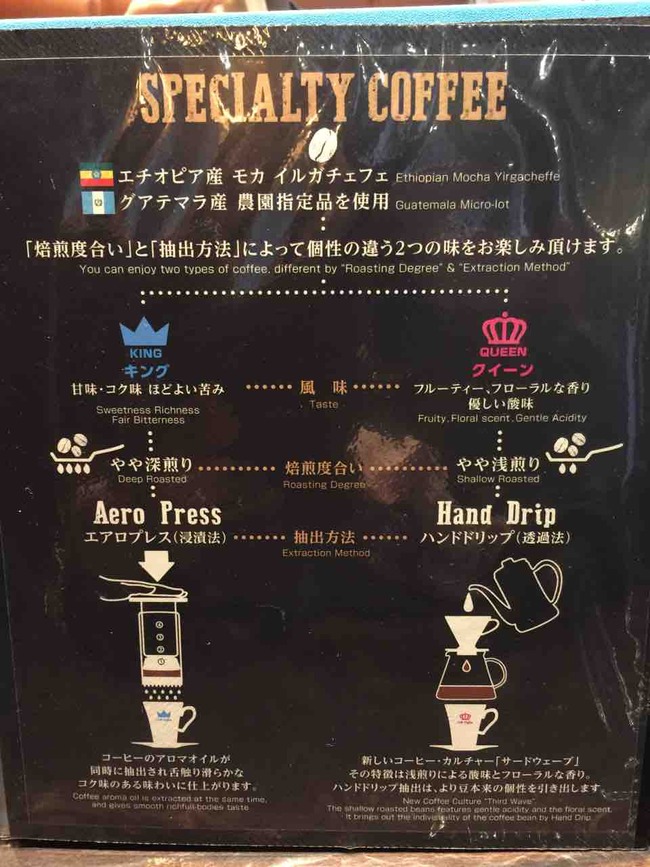 SPECIALTY COFFEE
エチオピア産 モカ イルガチェフェ Ethiopian Mocha Yirgacheffe
グアテマラ産 農園指定品を使用 Guatemala Micro-lot
「焙煎度合い」と「抽出方法」によって個性の違う2つの味をお楽しみ頂けます。
You can enjoy two types of coffee, different by "Roasting Degree" & "Extraction Method"
KING
キング
QUEEN
クイーン
甘味・コク味 ほどよい苦み
Sweetness Richness
Fair Bitterness
風 味
Taste
フルーティー、フローラルな香り
優しい酸味
Fruity, Floral scent, Gentle Acidity
やや深煎り
Deep Roasted
焙煎度合い
Roasting Degree
やや浅煎り
Shallow Roasted
Aero Press
エアロプレス(浸漬法)
抽出方法
Extraction Method
Hand Drip
ハンドドリップ(透過法)
4
3
2
1
コーヒーのアロマオイルが
同時に抽出され舌触り滑らかな
コク味のある味わいに仕上がります。
Coffee aroma oil is extracted at the same time,
and gives smooth richfull-bodies taste
新しいコーヒー・カルチャー「サードウェーブ」
その特徴は浅煎りによる酸味とフローラルな香り。
ハンドドリップ抽出は、より豆本来の個性を引き出します。
New Coffee Culture "Third Wave"
The shallow roasted beans features gentle acidity and the floral scent.
It brings out the individiality of the coffee bean by Hand Drip.